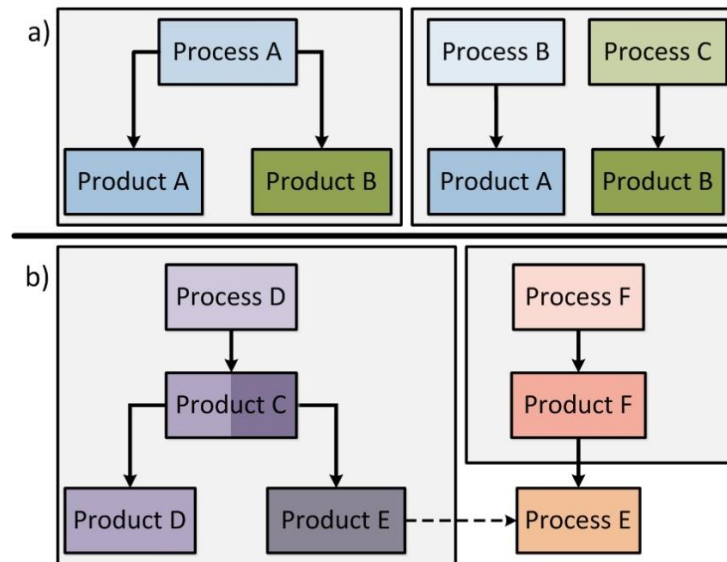 a)
Process A
Process B
Process C
Product A
Product B
Product A
Product B
b)
Process D
Process F
Product C
Product F
Product D
Product E
Process E